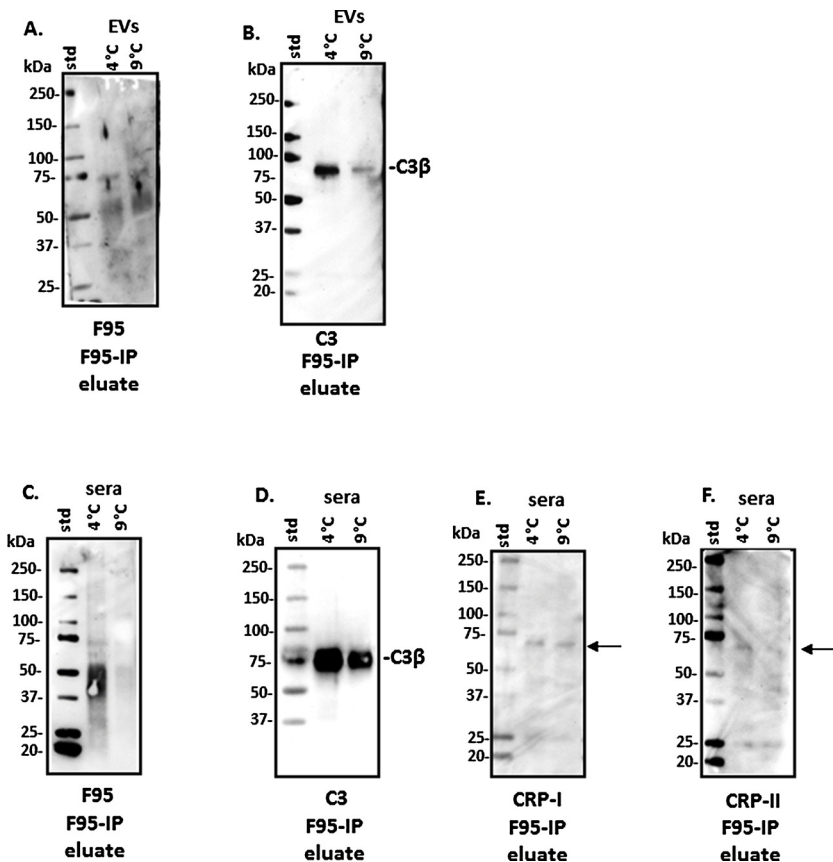 A.
EVs
std
4°C
9°C
kDa
250-
150-
100-
75-
50-
37-
25-
F95
F95-IP
eluate
B.
EVs
std
4°C
9°C
kDa
250-
150-
100-
75-
50-
37-
25-
20-
-C3β
C3
F95-IP
eluate
C.
sera
std
4°C
9°C
kDa
250-
150-
100-
75-
50-
37-
25-
20-
F95
F95-IP
eluate
D.
sera
std
4°C
9°C
kDa
250-
150-
100-
75-
50-
37-
-C3β
C3
F95-IP
eluate
E.
sera
std
4°C
9°C
kDa
250-
150-
100-
75-
50-
37-
25-
20-
CRP-I
F95-IP
eluate
F.
sera
std
4°C
9°C
kDa
250-
150-
100-
75-
50-
37-
25-
20-
CRP-II
F95-IP
eluate